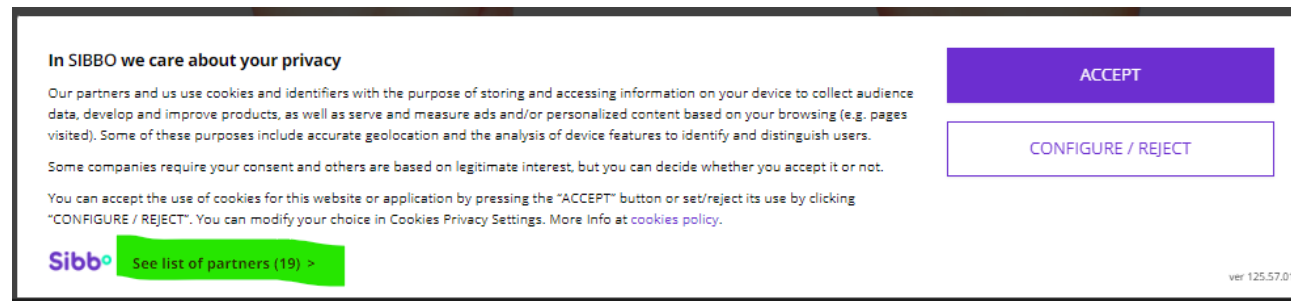 In SIBBO we care about your privacy
Our partners and us use cookies and identifiers with the purpose of storing and accessing information on your device to collect audience
data, develop and improve products, as well as serve and measure ads and/or personalized content based on your browsing (e.g. pages
visited). Some of these purposes include accurate geolocation and the analysis of device features to identify and distinguish users.
Some companies require your consent and others are based on legitimate interest, but you can decide whether you accept it or not.
You can accept the use of cookies for this website or application by pressing the “ACCEPT” button or set/reject its use by clicking
“CONFIGURE / REJECT”. You can modify your choice in Cookies Privacy Settings. More Info at cookies policy.
Sibbo See list of partners (19) >
ACCEPT
CONFIGURE / REJECT
ver 125.57.01